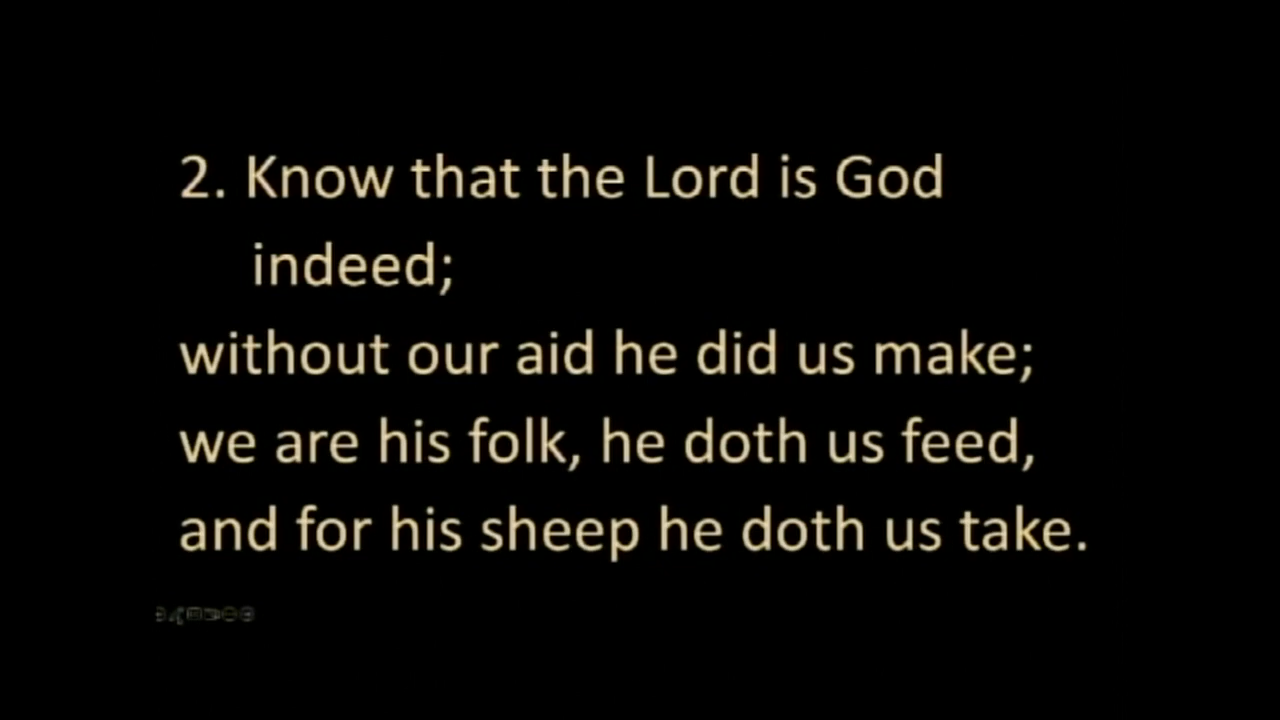 2. Know that the Lord is God
indeed;
without our aid he did us make;
we are his folk, he doth us feed,
and for his sheep he doth us take.